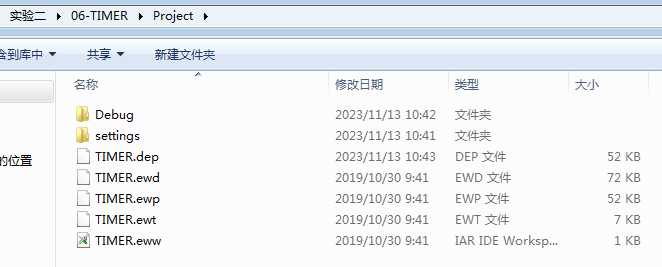 实验二 ▸ 06-TIMER ▸ Project ▸
含到库中 ▼ 共享 ▼ 新建文件夹
名称 修改日期 类型 大小
Debug 2023/11/13 10:42 文件夹
settings 2023/11/13 10:41 文件夹
的位置 TIMER.dep 2023/11/13 10:43 DEP 文件 52 KB
TIMER.ewd 2019/10/30 9:41 EWD 文件 72 KB
TIMER.ewp 2019/10/30 9:41 EWP 文件 52 KB
TIMER.ewt 2019/10/30 9:41 EWT 文件 7 KB
TIMER.eww 2019/10/30 9:41 IAR IDE Worksp... 1 KB